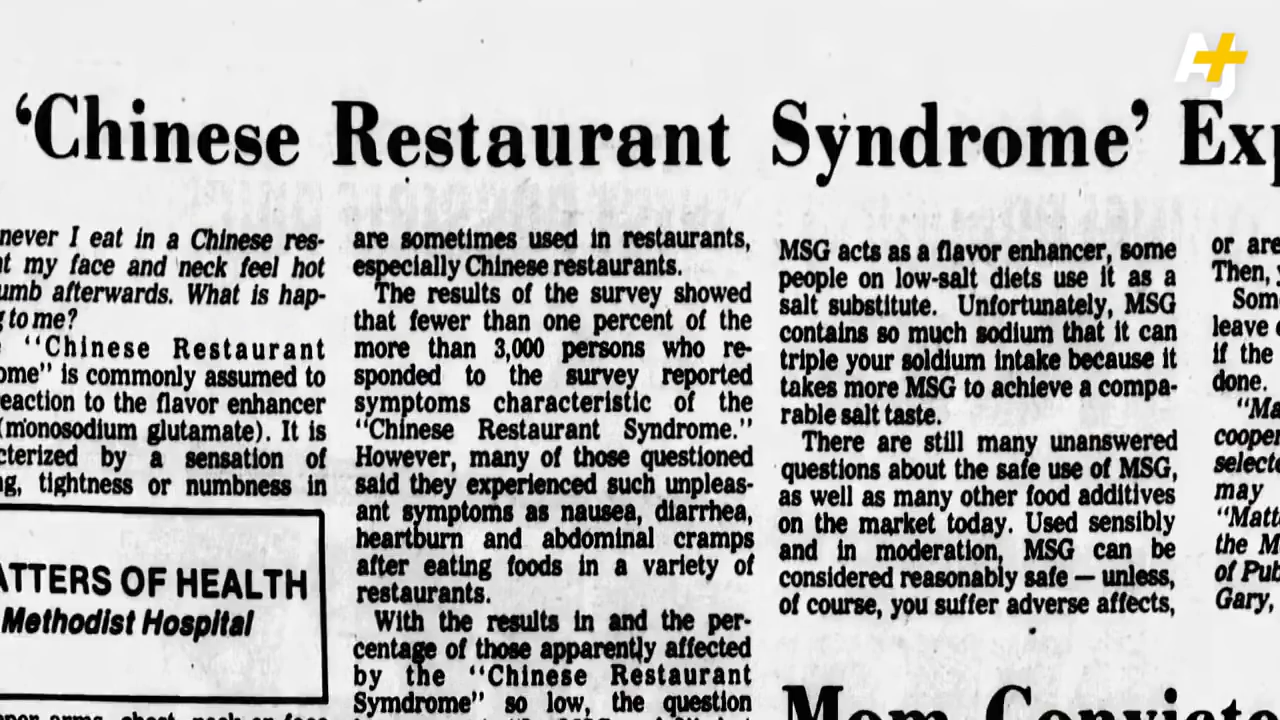 AJ+
‘Chinese Restaurant Syndrome’ Exp
never I eat in a Chinese res-
t my face and neck feel hot
umb afterwards. What is hap-
g to me?
“Chinese Restaurant
ome” is commonly assumed to
eaction to the flavor enhancer
(monosodium glutamate). It is
cterized by a sensation of
ng, tightness or numbness in
ATTERS OF HEALTH
Methodist Hospital
per arms, chest, neck or face
are sometimes used in restaurants,
especially Chinese restaurants.
The results of the survey showed
that fewer than one percent of the
more than 3,000 persons who re-
sponded to the survey reported
symptoms characteristic of the
“Chinese Restaurant Syndrome.”
However, many of those questioned
said they experienced such unpleas-
ant symptoms as nausea, diarrhea,
heartburn and abdominal cramps
after eating foods in a variety of
restaurants.
With the results in and the per-
centage of those apparently affected
by the “Chinese Restaurant
Symdrome” so low, the question
MSG acts as a flavor enhancer, some
people on low-salt diets use it as a
salt substitute. Unfortunately, MSG
contains so much sodium that it can
triple your soldium intake because it
takes more MSG to achieve a compa-
rable salt taste.
There are still many unanswered
questions about the safe use of MSG,
as well as many other food additives
on the market today. Used sensibly
and in moderation, MSG can be
considered reasonably safe — unless,
of course, you suffer adverse affects,
or are
Then,
Som
leave
if the
done.
“Ma
cooper
selecte
may
“Matt
the M
of Pub
Gary,
Mom Convicte